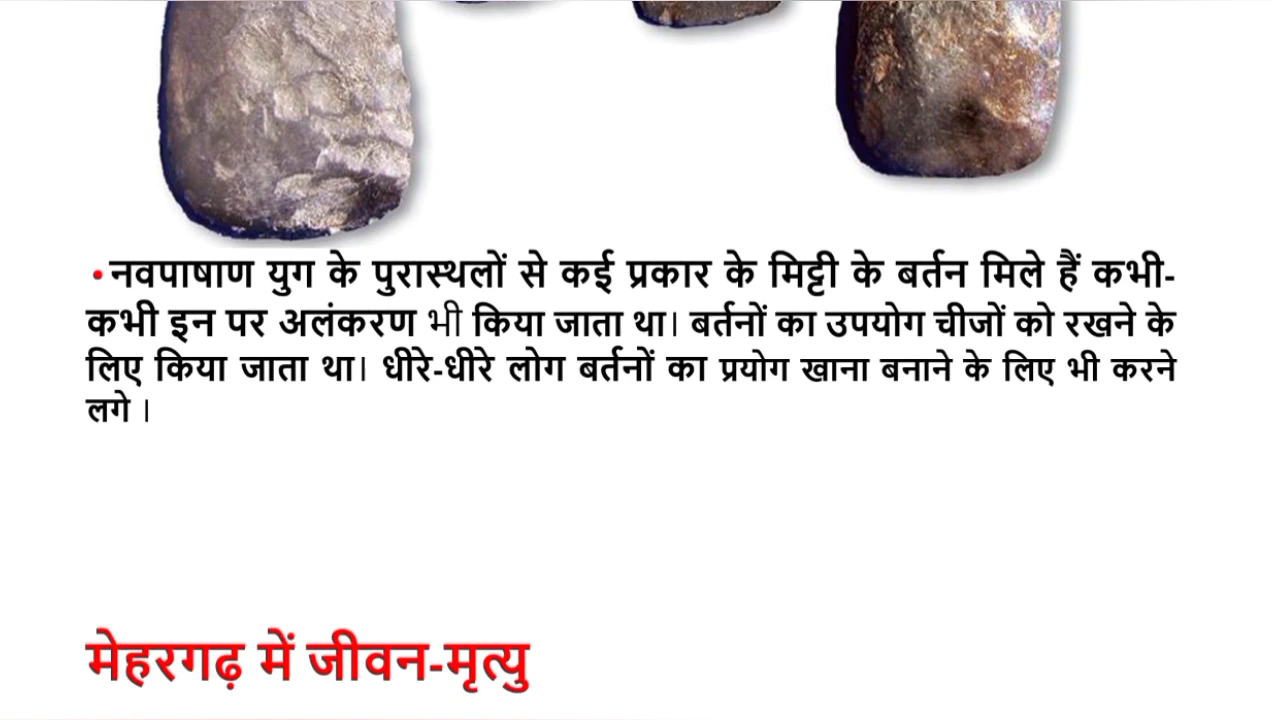 •नवपाषाण युग के पुरास्थलों से कई प्रकार के मिट्टी के बर्तन मिले हैं कभी-
कभी इन पर अलंकरण भी किया जाता था। बर्तनों का उपयोग चीजों को रखने के
लिए किया जाता था। धीरे-धीरे लोग बर्तनों का प्रयोग खाना बनाने के लिए भी करने
लगे ।
मेहरगढ़ में जीवन-मृत्यु